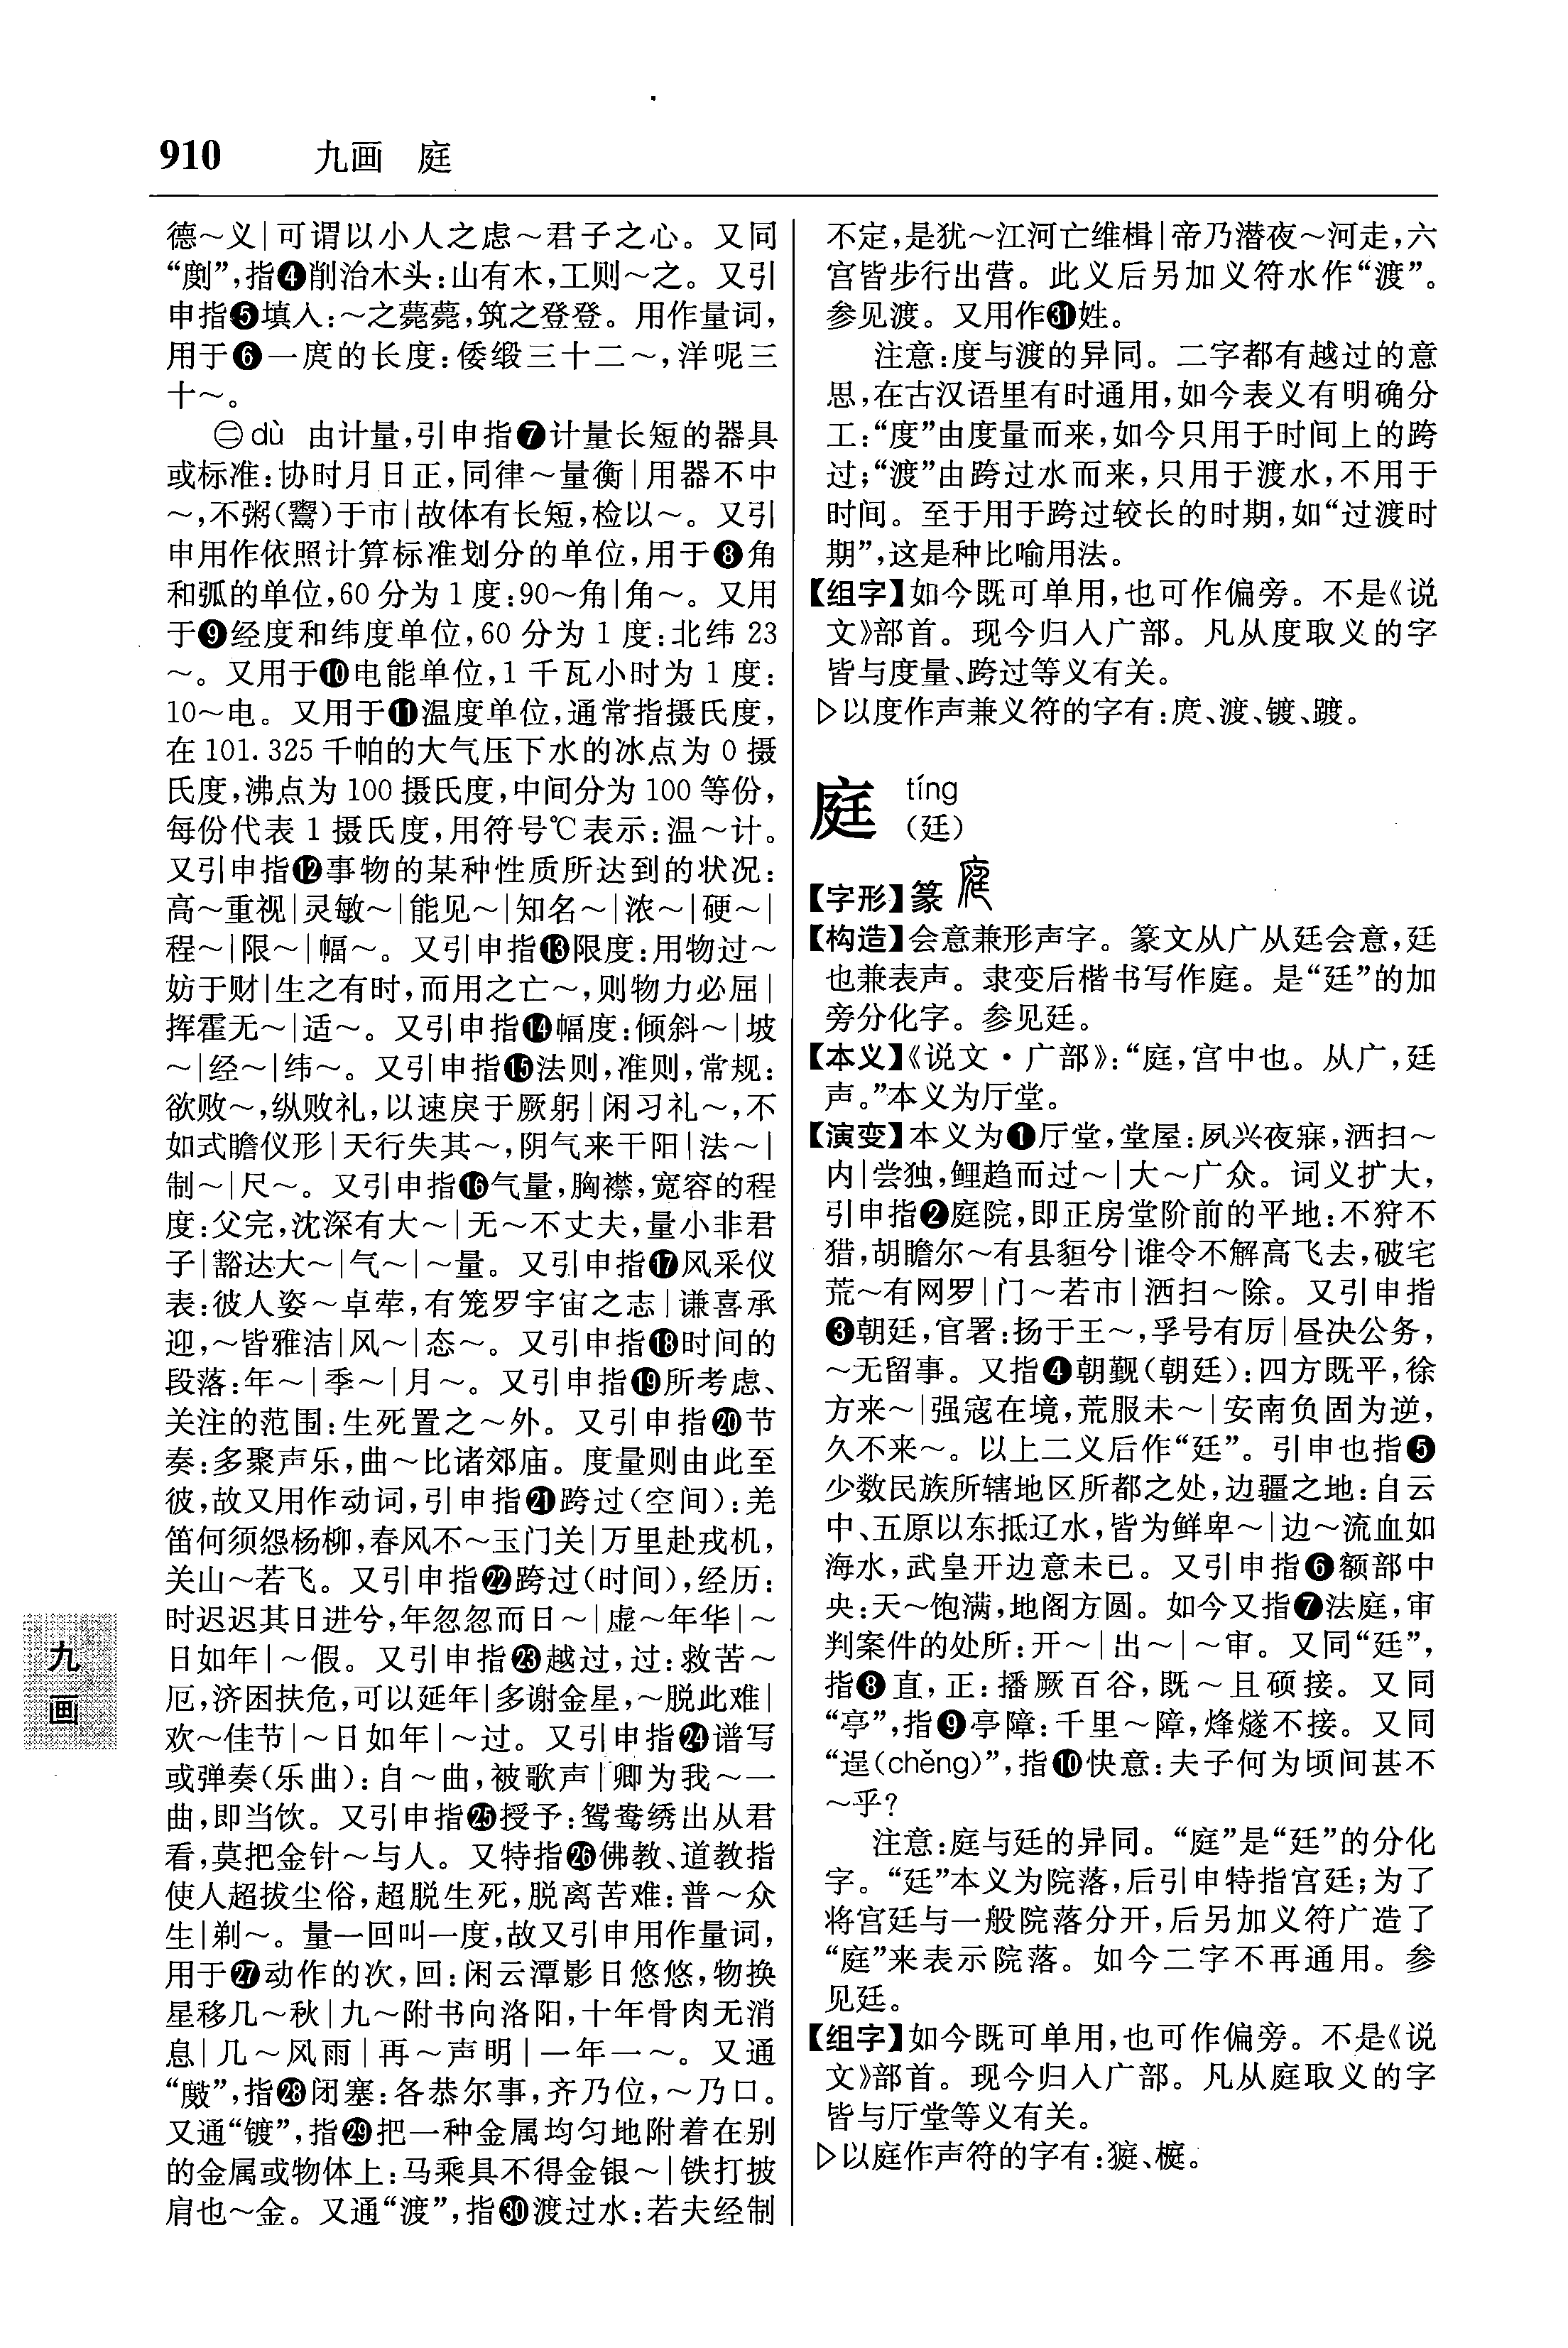 910 九画 庭
德～义|可谓以小人之虑～君子之心。又同
“剫”,指❹削治木头:山有木,工则～之。又引
申指❺填入:～之薨薨,筑之登登。用作量词,
用于❻一庹的长度:倭缎三十二～,洋呢三
十～。
㊁dù 由计量,引申指❼计量长短的器具
或标准:协时月日正,同律～量衡|用器不中
～,不粥(鬻)于市|故体有长短,检以～。又引
申用作依照计算标准划分的单位,用于❽角
和弧的单位,60分为1度:90～角|角～。又用
于❾经度和纬度单位,60分为1度:北纬23
～。又用于❿电能单位,1千瓦小时为1度:
10～电。又用于⓫温度单位,通常指摄氏度,
在101.325千帕的大气压下水的冰点为0摄
氏度,沸点为100摄氏度,中间分为100等份,
每份代表1摄氏度,用符号℃表示:温～计。
又引申指⓬事物的某种性质所达到的状况:
高～重视|灵敏～|能见～|知名～|浓～|硬～|
程～|限～|幅～。又引申指⓭限度:用物过～
妨于财|生之有时,而用之亡～,则物力必屈|
挥霍无～|适～。又引申指⓮幅度:倾斜～|坡
～|经～|纬～。又引申指⓯法则,准则,常规:
欲败～,纵败礼,以速戾于厥躬|闲习礼～,不
如式瞻仪形|天行失其～,阴气来干阳|法～|
制～|尺～。又引申指⓰气量,胸襟,宽容的程
度:父完,沈深有大～|无～不丈夫,量小非君
子|豁达大～|气～|～量。又引申指⓱风采仪
表:彼人姿～卓荦,有笼罗宇宙之志|谦喜承
迎,～皆雅洁|风～|态～。又引申指⓲时间的
段落:年～|季～|月～。又引申指⓳所考虑、
关注的范围:生死置之～外。又引申指⓴节
奏:多聚声乐,曲～比诸郊庙。度量则由此至
彼,故又用作动词,引申指㉑跨过(空间):羌
笛何须怨杨柳,春风不～玉门关|万里赴戎机,
关山～若飞。又引申指㉒跨过(时间),经历:
时迟迟其日进兮,年忽忽而日～|虚～年华|～
日如年|～假。又引申指㉓越过,过:救苦～
厄,济困扶危,可以延年|多谢金星,～脱此难|
欢～佳节|～日如年|～过。又引申指㉔谱写
或弹奏(乐曲):自～曲,被歌声|卿为我～一
曲,即当饮。又引申指㉕授予:鸳鸯绣出从君
看,莫把金针～与人。又特指㉖佛教、道教指
使人超拔尘俗,超脱生死,脱离苦难:普～众
生|剃～。量一回叫一度,故又引申用作量词,
用于㉗动作的次,回:闲云潭影日悠悠,物换
星移几～秋|九～附书向洛阳,十年骨肉无消
息|几～风雨|再～声明|一年一～。又通
“敷”,指㉘闭塞:各恭尔事,齐乃位,～乃口。
又通“镀”,指㉙把一种金属均匀地附着在别
的金属或物体上:马乘具不得金银～|铁打披
肩也～金。又通“渡”,指㉚渡过水:若夫经制
不定,是犹～江河亡维楫|帝乃潜夜～河走,六
宫皆步行出营。此义后另加义符水作“渡”。
参见渡。又用作㉛姓。
注意:度与渡的异同。二字都有越过的意
思,在古汉语里有时通用,如今表义有明确分
工:“度”由度量而来,如今只用于时间上的跨
过;“渡”由跨过水而来,只用于渡水,不用于
时间。至于用于跨过较长的时期,如“过渡时
期”,这是种比喻用法。
【组字】如今既可单用,也可作偏旁。不是《说
文》部首。现今归入广部。凡从度取义的字
皆与度量、跨过等义有关。
▷以度作声兼义符的字有:庹、渡、镀、踱。
庭 tíng
(廷)
【字形】篆
【构造】会意兼形声字。篆文从广从廷会意,廷
也兼表声。隶变后楷书写作庭。是“廷”的加
旁分化字。参见廷。
【本义】《说文·广部》:“庭,宫中也。从广,廷
声。”本义为厅堂。
【演变】本义为❶厅堂,堂屋:夙兴夜寐,洒扫～
内|尝独,鲤趋而过～|大～广众。词义扩大,
引申指❷庭院,即正房堂阶前的平地:不狩不
猎,胡瞻尔～有县貆兮|谁令不解高飞去,破宅
荒～有网罗|门～若市|洒扫～除。又引申指
❸朝廷,官署:扬于王～,孚号有厉|昼决公务,
～无留事。又指❹朝觐(朝廷):四方既平,徐
方来～|强寇在境,荒服未～|安南负固为逆,
久不来～。以上二义后作“廷”。引申也指❺
少数民族所辖地区所都之处,边疆之地:自云
中、五原以东抵辽水,皆为鲜卑～|边～流血如
海水,武皇开边意未已。又引申指❻额部中
央:天～饱满,地阁方圆。如今又指❼法庭,审
判案件的处所:开～|出～|～审。又同“廷”,
指❽直,正:播厥百谷,既～且硕接。又同
“亭”,指❾亭障:千里～障,烽燧不接。又同
“逞(chěng)”,指❿快意:夫子何为顷间甚不
～乎?
注意:庭与廷的异同。“庭”是“廷”的分化
字。“廷”本义为院落,后引申特指宫廷;为了
将宫廷与一般院落分开,后另加义符广造了
“庭”来表示院落。如今二字不再通用。参
见廷。
【组字】如今既可单用,也可作偏旁。不是《说
文》部首。现今归入广部。凡从庭取义的字
皆与厅堂等义有关。
▷以庭作声符的字有:𤟍、榳。
九
画